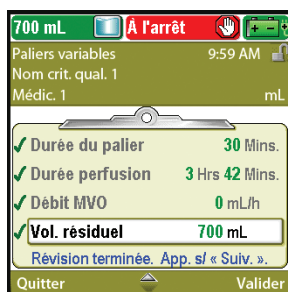 700 mL À l'arrêt
Paliers variables 9:59 AM
Nom crit. qual. 1
Médic. 1 mL
Durée du palier 30 Mins.
Durée perfusion 3 Hrs 42 Mins.
Débit MVO 0 mL/h
Vol. résiduel 700 mL
Révision terminée. App. s/ « Suiv. ».
Quitter Valider